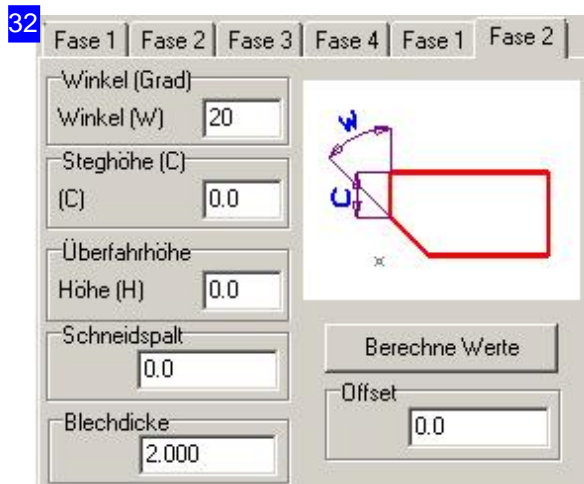 32
Fase 1 Fase 2 Fase 3 Fase 4 Fase 1 Fase 2
Winkel (Grad)
Winkel (W) 20
Steghöhe (C)
(C) 0.0
Überfahrhöhe
Höhe (H) 0.0
Schneidspalt
0.0
Blechdicke
2.000
W
C
Berechne Werte
Offset
0.0